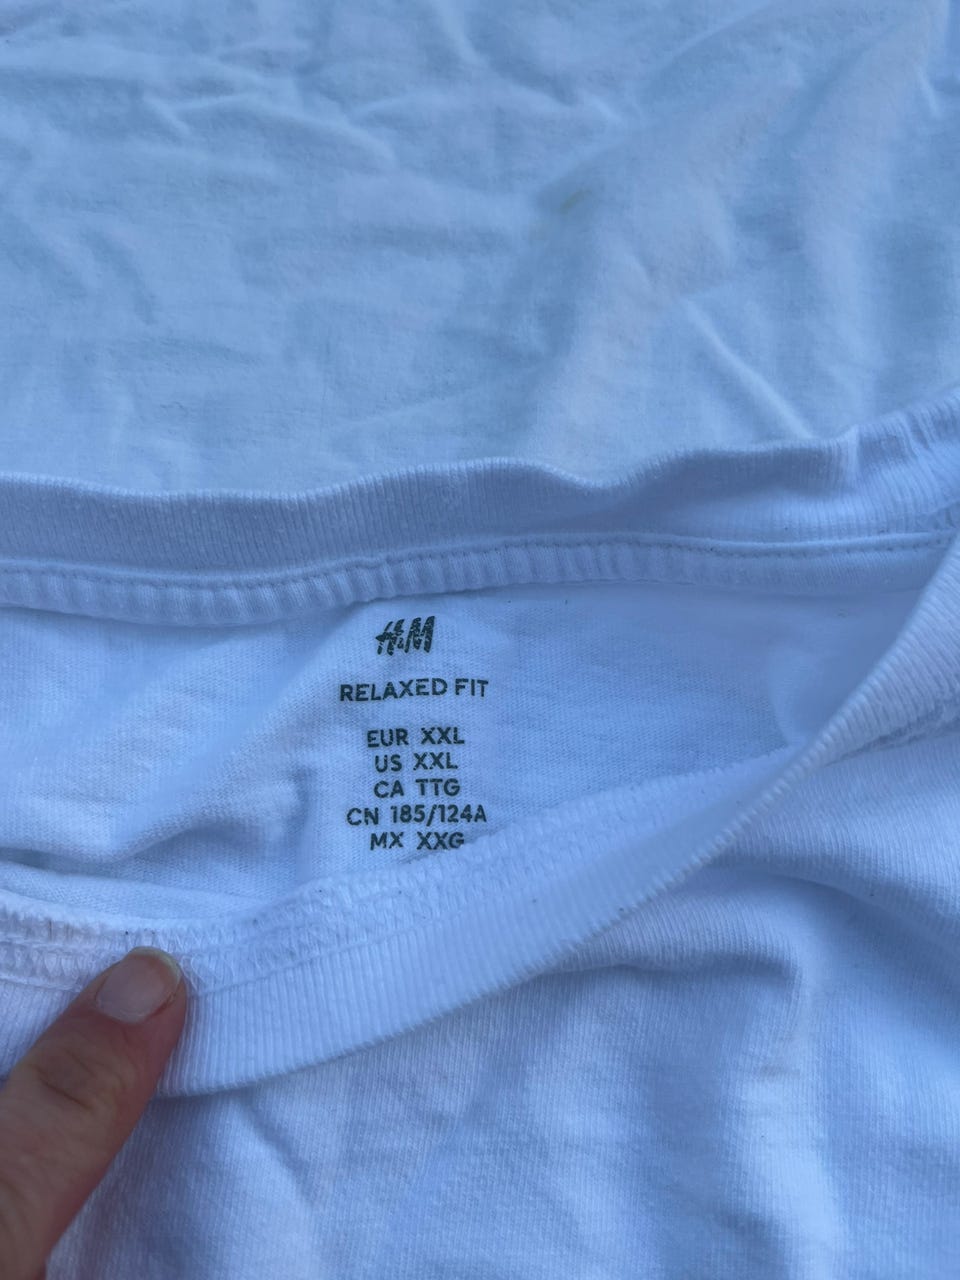 H&M
RELAXED FIT
EUR XXL
US XXL
CA TTG
CN 185/124A
MX XXG